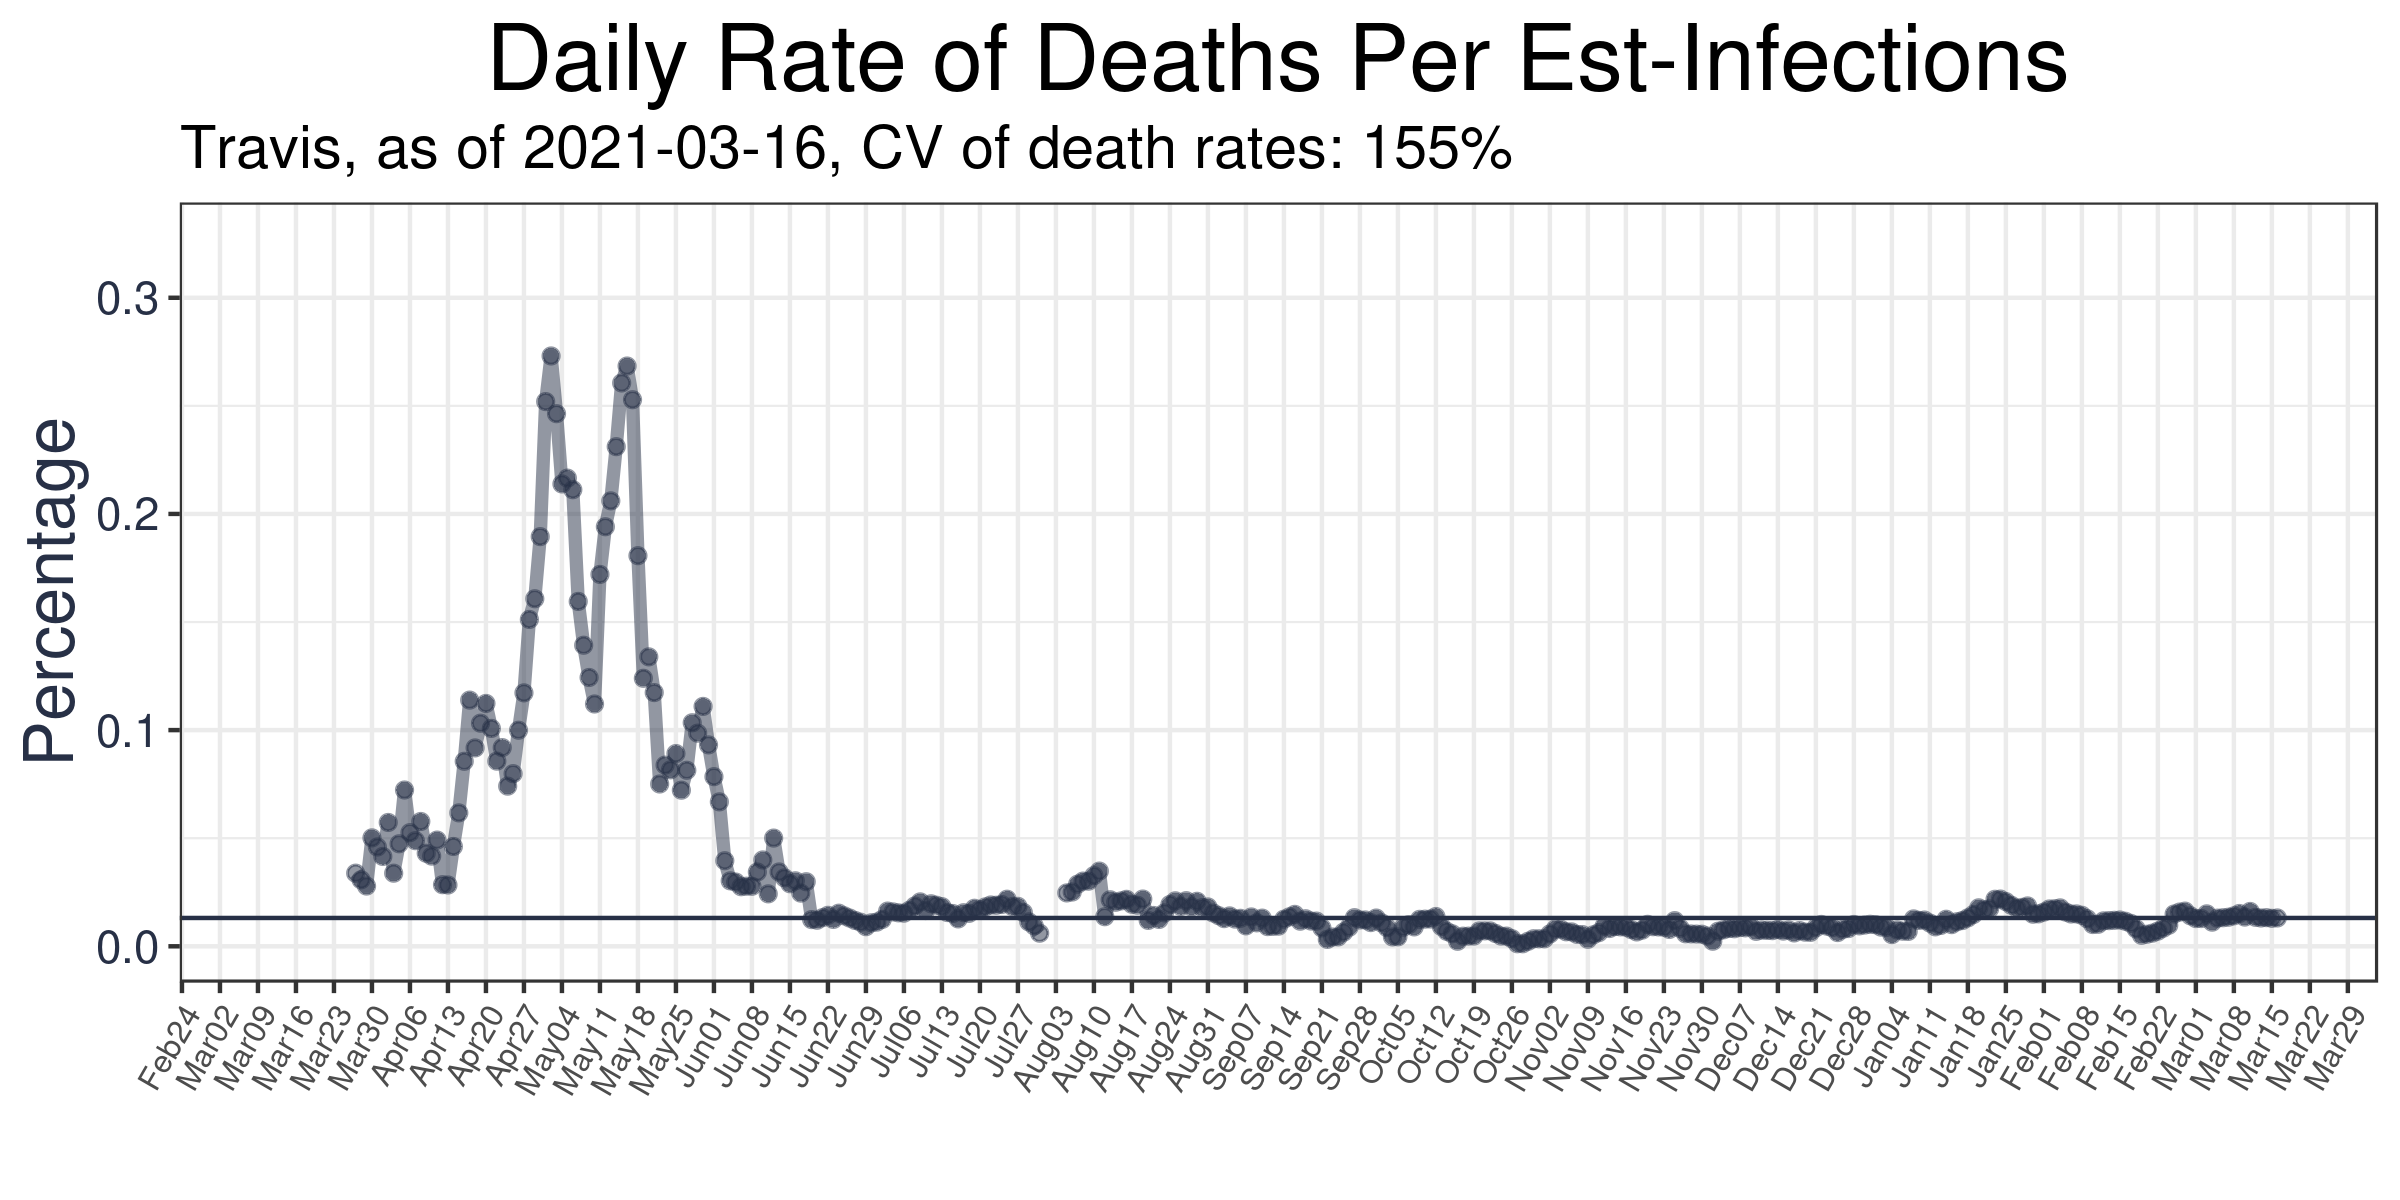 Daily Rate of Deaths Per Est-Infections
Travis, as of 2021-03-16, CV of death rates: 155%
Percentage
0.3
0.2
0.1
0.0
Feb24
Mar02
Mar09
Mar16
Mar23
Mar30
Apr06
Apr13
Apr20
Apr27
May04
May11
May18
May25
Jun01
Jun08
Jun15
Jun22
Jun29
Jul06
Jul13
Jul20
Jul27
Aug03
Aug10
Aug17
Aug24
Aug31
Sep07
Sep14
Sep21
Sep28
Oct05
Oct12
Oct19
Oct26
Nov02
Nov09
Nov16
Nov23
Nov30
Dec07
Dec14
Dec21
Dec28
Jan04
Jan11
Jan18
Jan25
Feb01
Feb08
Feb15
Feb22
Mar01
Mar08
Mar15
Mar22
Mar29